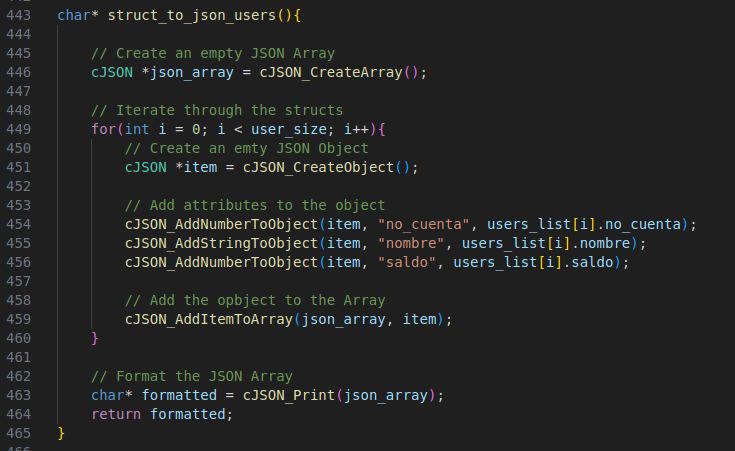 443 char* struct_to_json_users(){
444
445 // Create an empty JSON Array
446 cJSON *json_array = cJSON_CreateArray();
447
448 // Iterate through the structs
449 for(int i = 0; i < user_size; i++){
450 // Create an emty JSON Object
451 cJSON *item = cJSON_CreateObject();
452
453 // Add attributes to the object
454 cJSON_AddNumberToObject(item, "no_cuenta", users_list[i].no_cuenta);
455 cJSON_AddStringToObject(item, "nombre", users_list[i].nombre);
456 cJSON_AddNumberToObject(item, "saldo", users_list[i].saldo);
457
458 // Add the opbject to the Array
459 cJSON_AddItemToArray(json_array, item);
460 }
461
462 // Format the JSON Array
463 char* formatted = cJSON_Print(json_array);
464 return formatted;
465 }